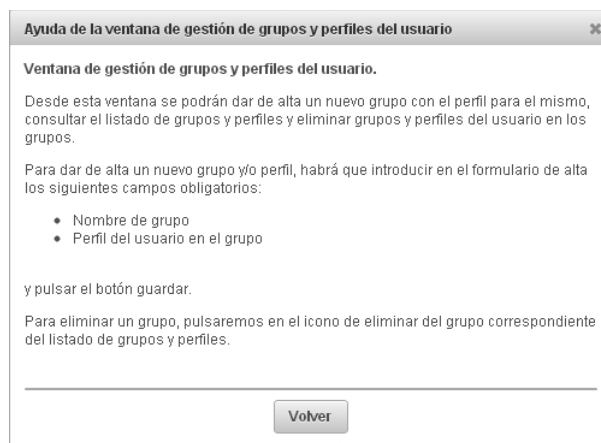 Ayuda de la ventana de gestión de grupos y perfiles del usuario
Ventana de gestión de grupos y perfiles del usuario.
Desde esta ventana se podrán dar de alta un nuevo grupo con el perfil para el mismo,
consultar el listado de grupos y perfiles y eliminar grupos y perfiles del usuario en los
grupos.
Para dar de alta un nuevo grupo y/o perfil, habrá que introducir en el formulario de alta
los siguientes campos obligatorios:
• Nombre de grupo
• Perfil del usuario en el grupo
y pulsar el botón guardar.
Para eliminar un grupo, pulsaremos en el icono de eliminar del grupo correspondiente
del listado de grupos y perfiles.
Volver